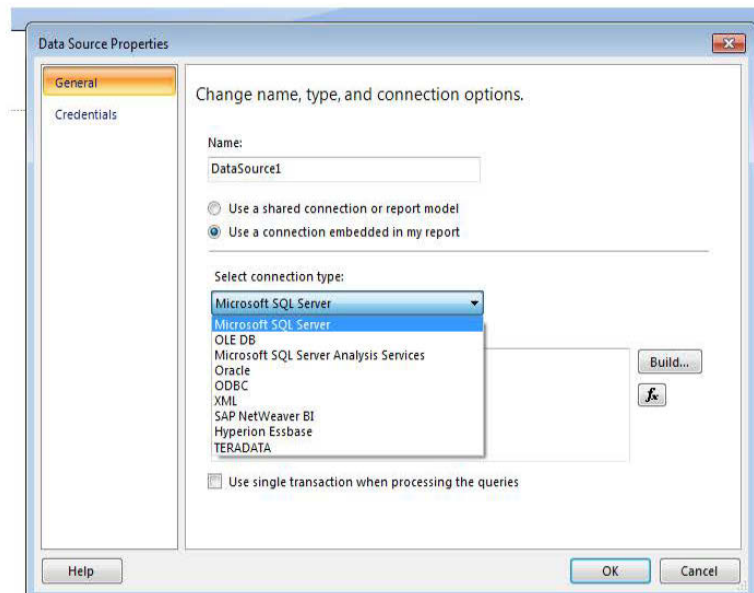 Data Source Properties
General
Credentials
Change name, type, and connection options.
Name:
DataSource1
Use a shared connection or report model
Use a connection embedded in my report
Select connection type:
Microsoft SQL Server
Microsoft SQL Server
OLE DB
Microsoft SQL Server Analysis Services
Oracle
ODBC
XML
SAP NetWeaver BI
Hyperion Essbase
TERADATA
Build...
fx
Use single transaction when processing the queries
Help
OK
Cancel